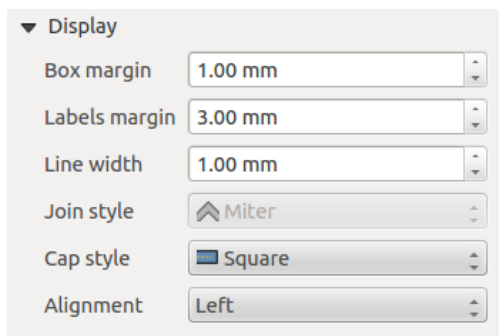 Display
Box margin 1.00 mm
Labels margin 3.00 mm
Line width 1.00 mm
Join style Miter
Cap style Square
Alignment Left